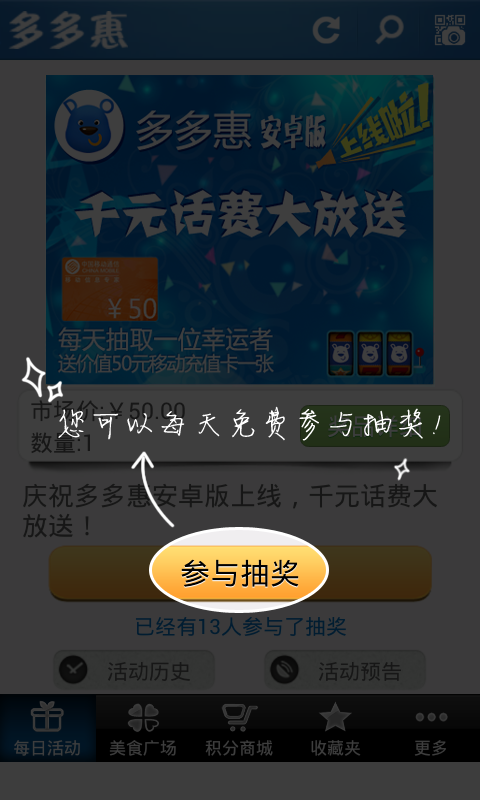 多多惠
多多惠 安卓版 上线啦!
千元话费大放送
¥50
每天抽取一位幸运者
送价值50元移动充值卡一张
市场价:¥50.00
您可以每天免费参与抽奖!
数量:1
庆祝多多惠安卓版上线，千元话费大
放送！
参与抽奖
已经有13人参与了抽奖
活动历史 活动预告
每日活动 美食广场 积分商城 收藏夹 更多